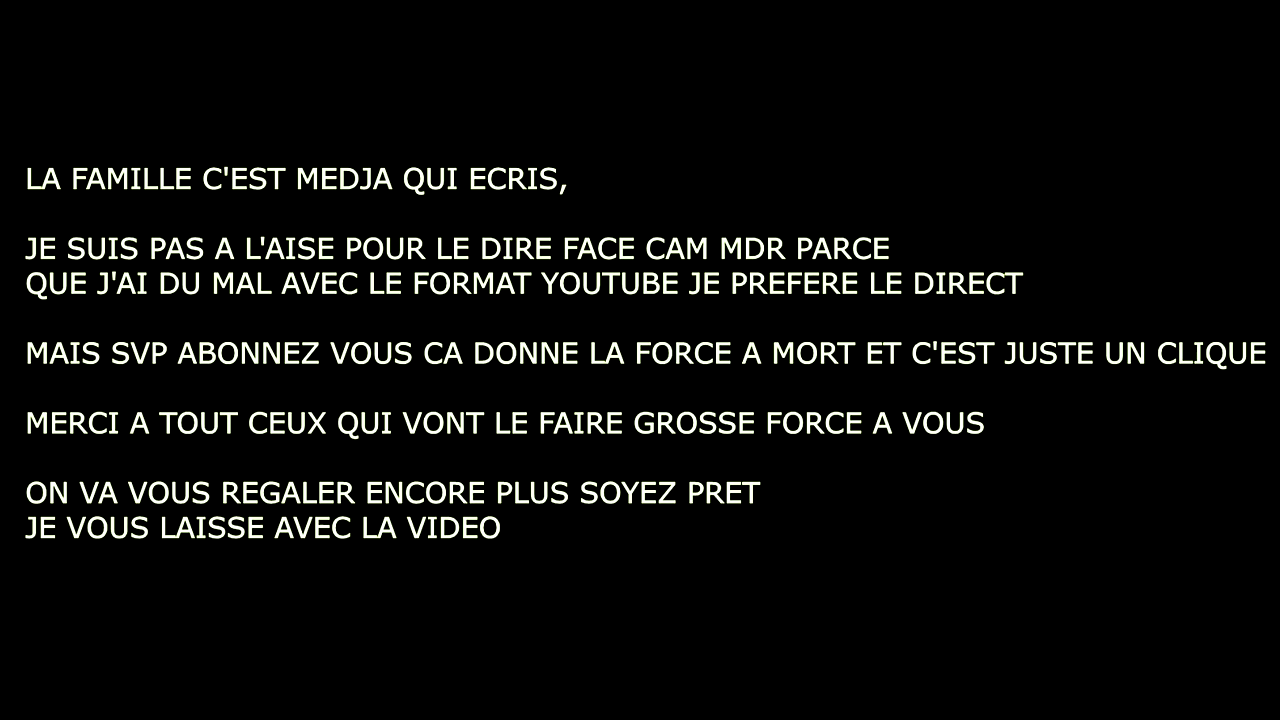 LA FAMILLE C'EST MEDJA QUI ECRIS,
JE SUIS PAS A L'AISE POUR LE DIRE FACE CAM MDR PARCE
QUE J'AI DU MAL AVEC LE FORMAT YOUTUBE JE PREFERE LE DIRECT
MAIS SVP ABONNEZ VOUS CA DONNE LA FORCE A MORT ET C'EST JUSTE UN CLIQUE
MERCI A TOUT CEUX QUI VONT LE FAIRE GROSSE FORCE A VOUS
ON VA VOUS REGALER ENCORE PLUS SOYEZ PRET
JE VOUS LAISSE AVEC LA VIDEO